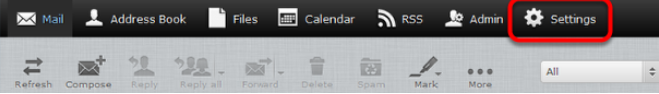 Mail Address Book Files Calendar RSS Admin Settings
Refresh Compose Reply Reply all Forward Delete Spam Mark More All